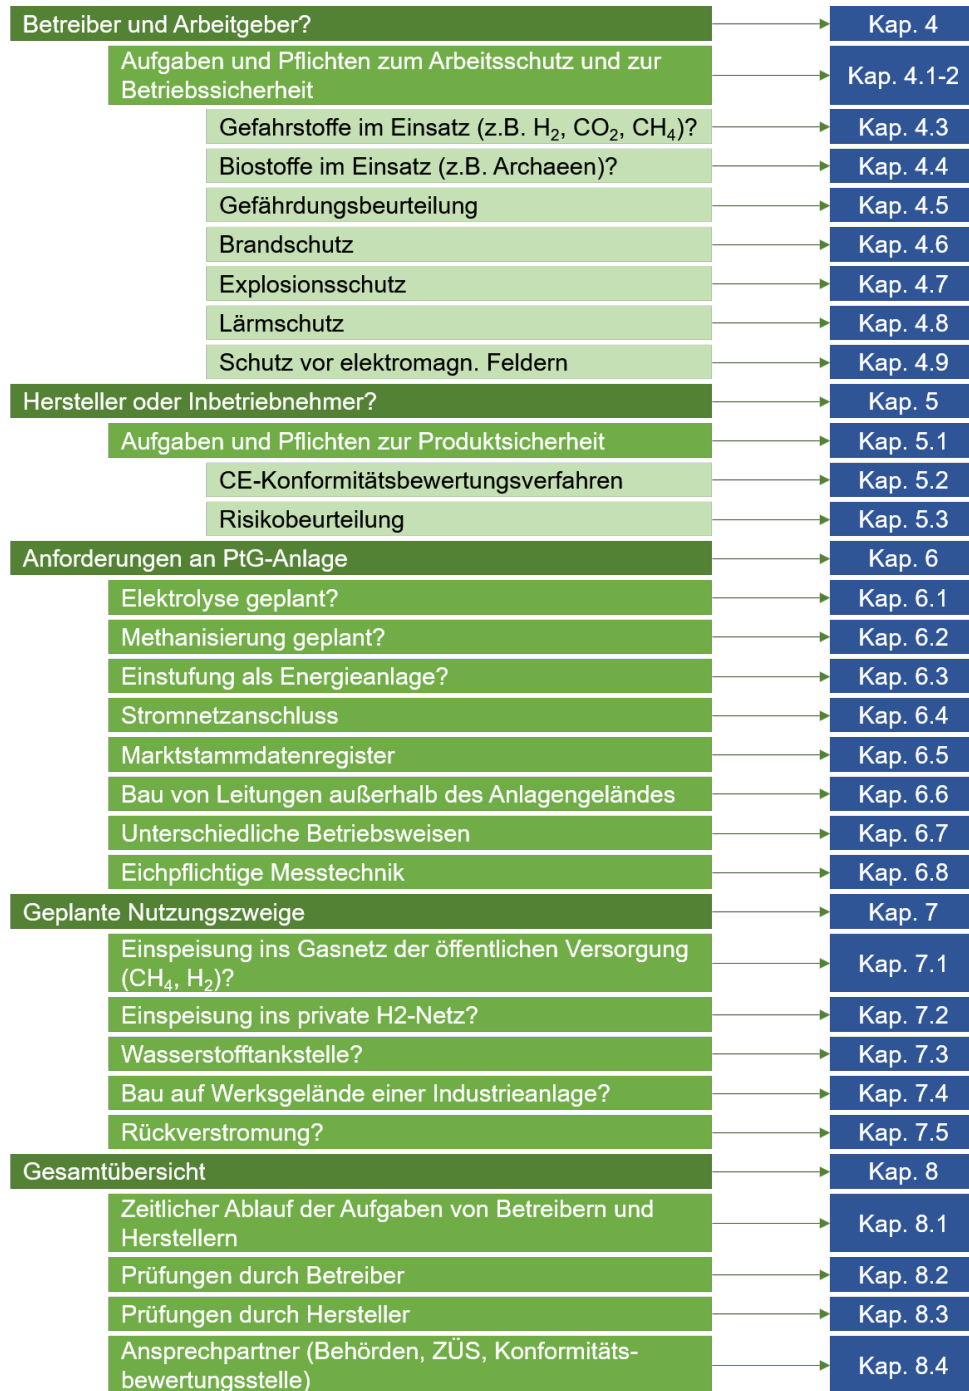 Betreiber und Arbeitgeber? Kap. 4
Aufgaben und Pflichten zum Arbeitsschutz und zur
Betriebssicherheit Kap. 4.1-2
Gefahrstoffe im Einsatz (z.B. H₂, CO₂, CH₄)? Kap. 4.3
Biostoffe im Einsatz (z.B. Archaeen)? Kap. 4.4
Gefährdungsbeurteilung Kap. 4.5
Brandschutz Kap. 4.6
Explosionsschutz Kap. 4.7
Lärmschutz Kap. 4.8
Schutz vor elektromagn. Feldern Kap. 4.9
Hersteller oder Inbetriebnehmer? Kap. 5
Aufgaben und Pflichten zur Produktsicherheit Kap. 5.1
CE-Konformitätsbewertungsverfahren Kap. 5.2
Risikobeurteilung Kap. 5.3
Anforderungen an PtG-Anlage Kap. 6
Elektrolyse geplant? Kap. 6.1
Methanisierung geplant? Kap. 6.2
Einstufung als Energieanlage? Kap. 6.3
Stromnetzanschluss Kap. 6.4
Marktstammdatenregister Kap. 6.5
Bau von Leitungen außerhalb des Anlagengeländes Kap. 6.6
Unterschiedliche Betriebsweisen Kap. 6.7
Eichpflichtige Messtechnik Kap. 6.8
Geplante Nutzungszweige Kap. 7
Einspeisung ins Gasnetz der öffentlichen Versorgung
(CH₄, H₂)? Kap. 7.1
Einspeisung ins private H2-Netz? Kap. 7.2
Wasserstofftankstelle? Kap. 7.3
Bau auf Werksgelände einer Industrieanlage? Kap. 7.4
Rückverstromung? Kap. 7.5
Gesamtübersicht Kap. 8
Zeitlicher Ablauf der Aufgaben von Betreibern und
Herstellern Kap. 8.1
Prüfungen durch Betreiber Kap. 8.2
Prüfungen durch Hersteller Kap. 8.3
Ansprechpartner (Behörden, ZÜS, Konformitäts-
bewertungsstelle) Kap. 8.4